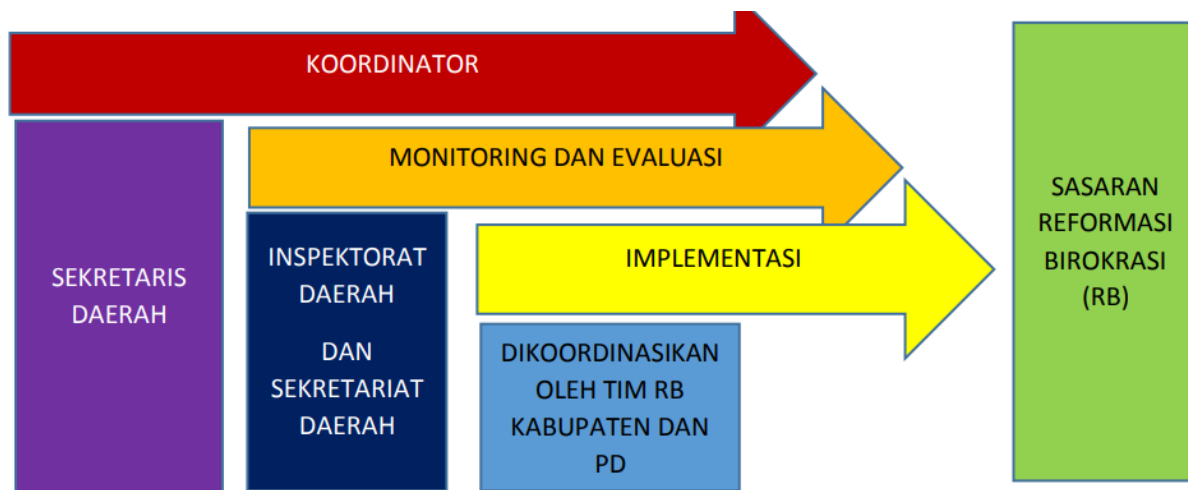 KOORDINATOR
MONITORING DAN EVALUASI
IMPLEMENTASI
SEKRETARIS
DAERAH
INSPEKTORAT
DAERAH
DAN
SEKRETARIAT
DAERAH
DIKOORDINASIKAN
OLEH TIM RB
KABUPATEN DAN
PD
SASARAN
REFORMASI
BIROKRASI
(RB)